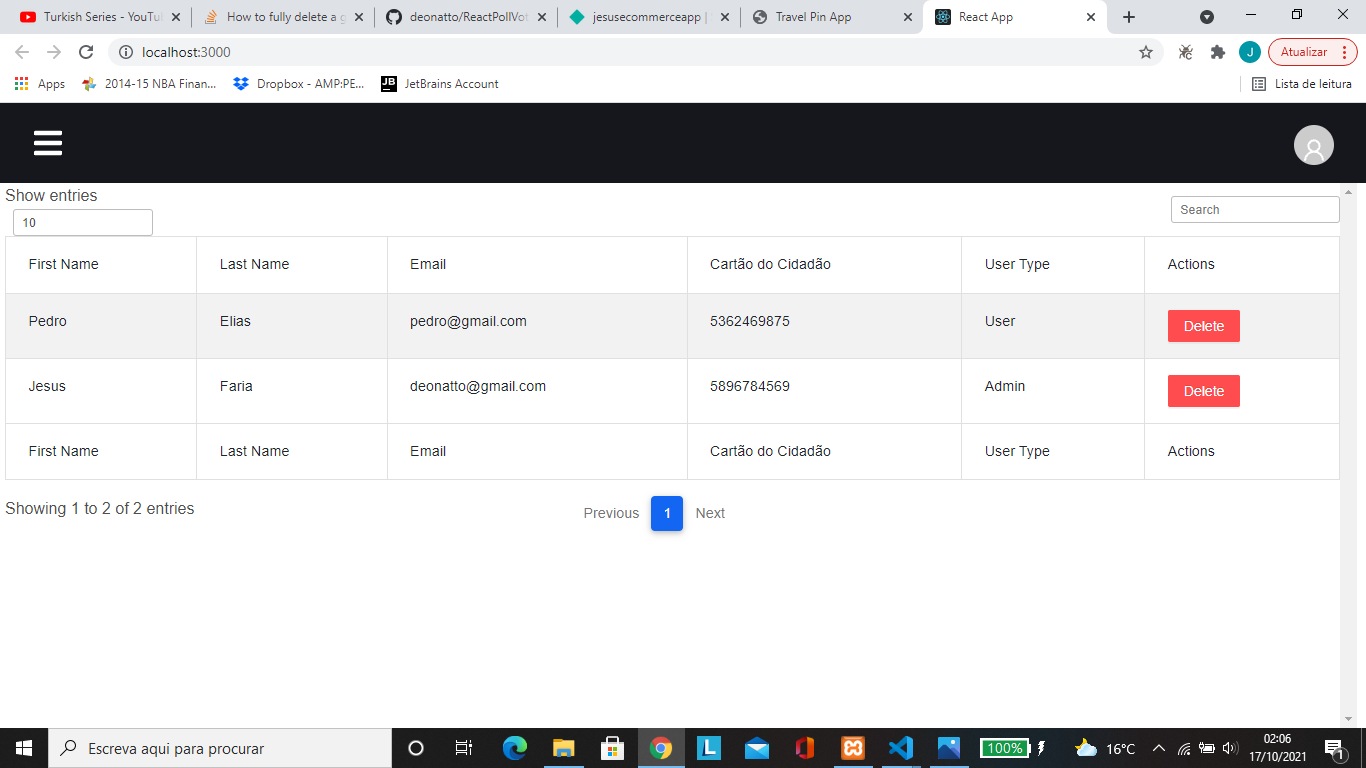 Turkish Series - YouTu
How to fully delete a g
deonatto/ReactPollVot
jesusecommerceapp |
Travel Pin App
React App
localhost:3000
J
Atualizar
Apps
2014-15 NBA Finan...
Dropbox - AMP:PE...
JB
JetBrains Account
Lista de leitura
Show entries
10
Search
First Name Last Name Email Cartão do Cidadão User Type Actions
Pedro Elias pedro@gmail.com 5362469875 User Delete
Jesus Faria deonatto@gmail.com 5896784569 Admin Delete
First Name Last Name Email Cartão do Cidadão User Type Actions
Showing 1 to 2 of 2 entries
Previous 1 Next
Escreva aqui para procurar
L
100%
16°C
02:06
17/10/2021
1